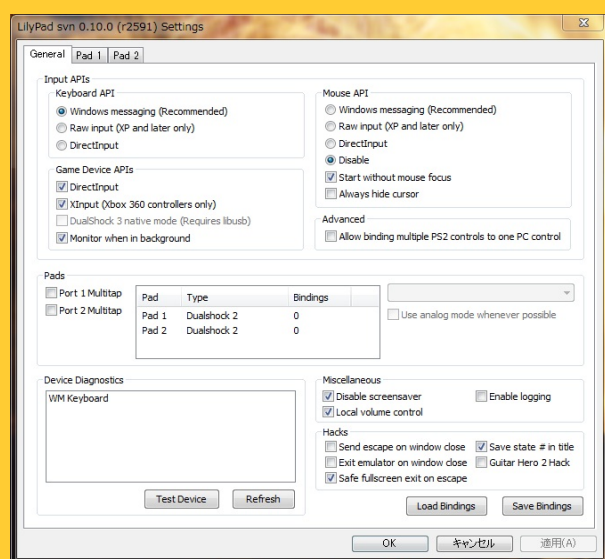 LilyPad svn 0.10.0 (r2591) Settings
General Pad 1 Pad 2
Input APIs
Keyboard API
Windows messaging (Recommended)
Raw input (XP and later only)
DirectInput
Mouse API
Windows messaging (Recommended)
Raw input (XP and later only)
DirectInput
Disable
Start without mouse focus
Always hide cursor
Game Device APIs
DirectInput
XInput (Xbox 360 controllers only)
DualShock 3 native mode (Requires libusb)
Monitor when in background
Advanced
Allow binding multiple PS2 controls to one PC control
Pads
Port 1 Multitap
Port 2 Multitap
Pad Type Bindings
Pad 1 Dualshock 2 0
Pad 2 Dualshock 2 0
Use analog mode whenever possible
Device Diagnostics
WM Keyboard
Test Device Refresh
Miscellaneous
Disable screensaver Enable logging
Local volume control
Hacks
Send escape on window close Save state # in title
Exit emulator on window close Guitar Hero 2 Hack
Safe fullscreen exit on escape
Load Bindings Save Bindings
OK キャンセル 適用(A)